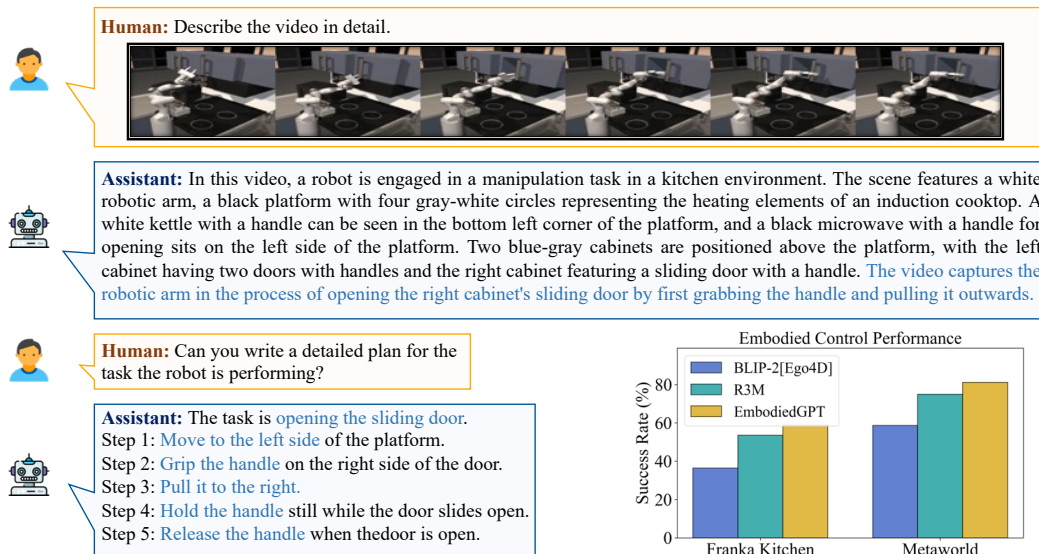 Human: Describe the video in detail.
Assistant: In this video, a robot is engaged in a manipulation task in a kitchen environment. The scene features a white
robotic arm, a black platform with four gray-white circles representing the heating elements of an induction cooktop. A
white kettle with a handle can be seen in the bottom left corner of the platform, and a black microwave with a handle for
opening sits on the left side of the platform. Two blue-gray cabinets are positioned above the platform, with the left
cabinet having two doors with handles and the right cabinet featuring a sliding door with a handle. The video captures the
robotic arm in the process of opening the right cabinet's sliding door by first grabbing the handle and pulling it outwards.
Human: Can you write a detailed plan for the
task the robot is performing?
Assistant: The task is opening the sliding door.
Step 1: Move to the left side of the platform.
Step 2: Grip the handle on the right side of the door.
Step 3: Pull it to the right.
Step 4: Hold the handle still while the door slides open.
Step 5: Release the handle when thedoor is open.
Embodied Control Performance
BLIP-2[Ego4D]
R3M
EmbodiedGPT
Success Rate (%)
80
60
40
20
0
Franka Kitchen
Metaworld